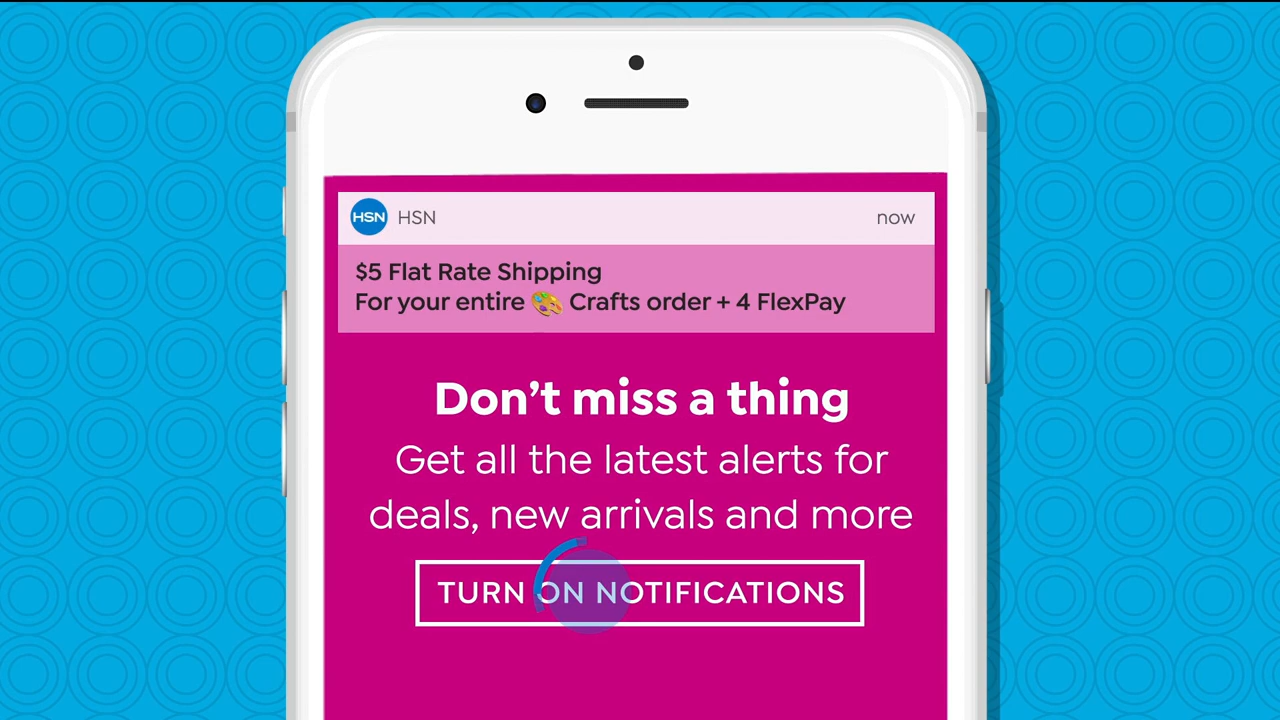 HSN HSN now
$5 Flat Rate Shipping
For your entire 🎨 Crafts order + 4 FlexPay
Don't miss a thing
Get all the latest alerts for
deals, new arrivals and more
TURN ON NOTIFICATIONS